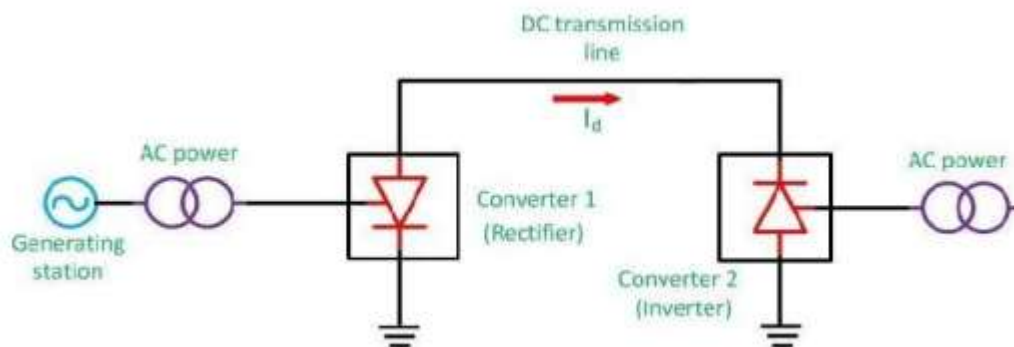 DC transmission
line
I_d
AC power
Generating
station
Converter 1
(Rectifier)
AC power
Converter 2
(Inverter)